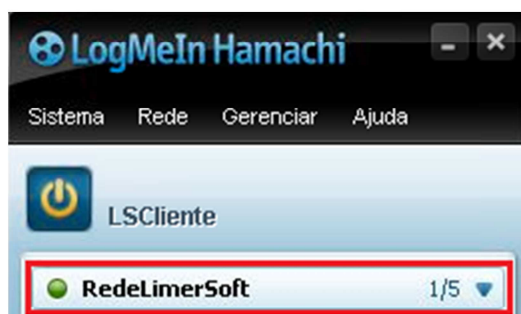 LogMeIn Hamachi
Sistema Rede Gerenciar Ajuda
LSCliente
RedeLimerSoft 1/5